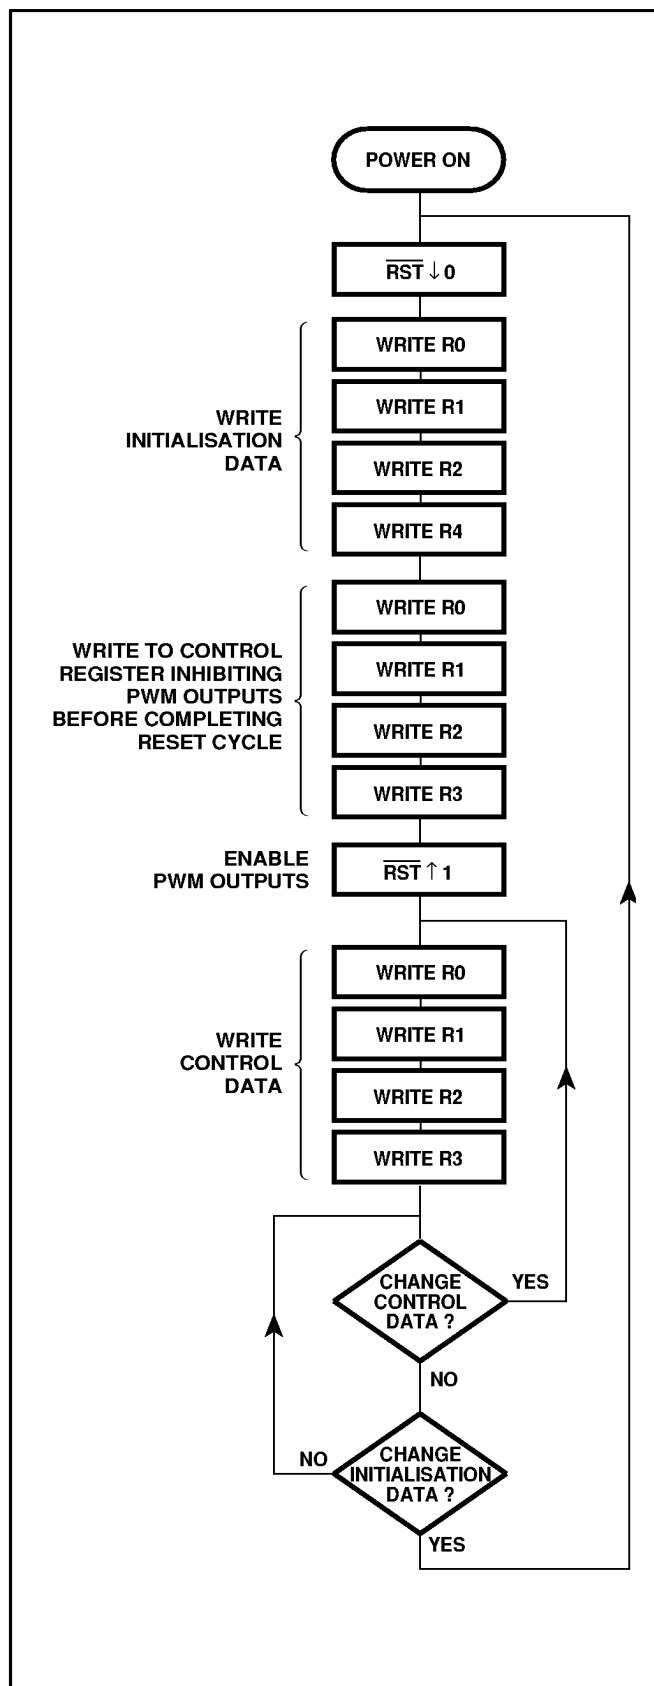 POWER ON
RST ↓ 0
WRITE R0
WRITE R1
WRITE R2
WRITE R4
WRITE
INITIALISATION
DATA
WRITE R0
WRITE R1
WRITE R2
WRITE R3
WRITE TO CONTROL
REGISTER INHIBITING
PWM OUTPUTS
BEFORE COMPLETING
RESET CYCLE
ENABLE
PWM OUTPUTS
RST ↑ 1
WRITE R0
WRITE R1
WRITE R2
WRITE R3
WRITE
CONTROL
DATA
CHANGE
CONTROL
DATA ?
YES
NO
CHANGE
INITIALISATION
DATA ?
NO
YES